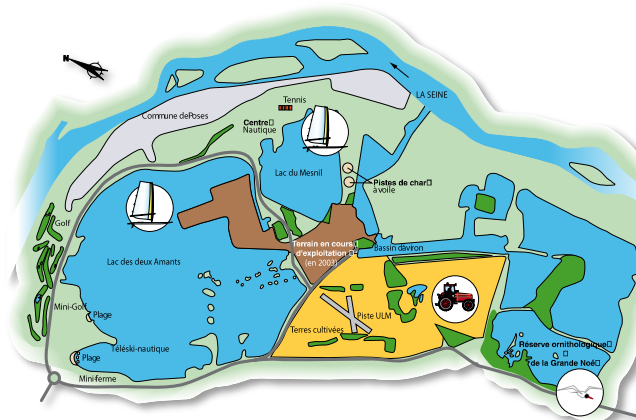 N
LA SEINE
Tennis
Commune dePoses
Centre
Nautique
Lac du Mesnil
Pistes de char
à voile
Golf
Terrain en cours
d'exploitation
(en 2003)
Bassin d'aviron
Lac des deux Amants
Mini-Golf
Plage
Piste ULM
Terres cultivées
Téléski-nautique
Plage
Réserve ornithologique
de la Grande Noé
Mini-ferme